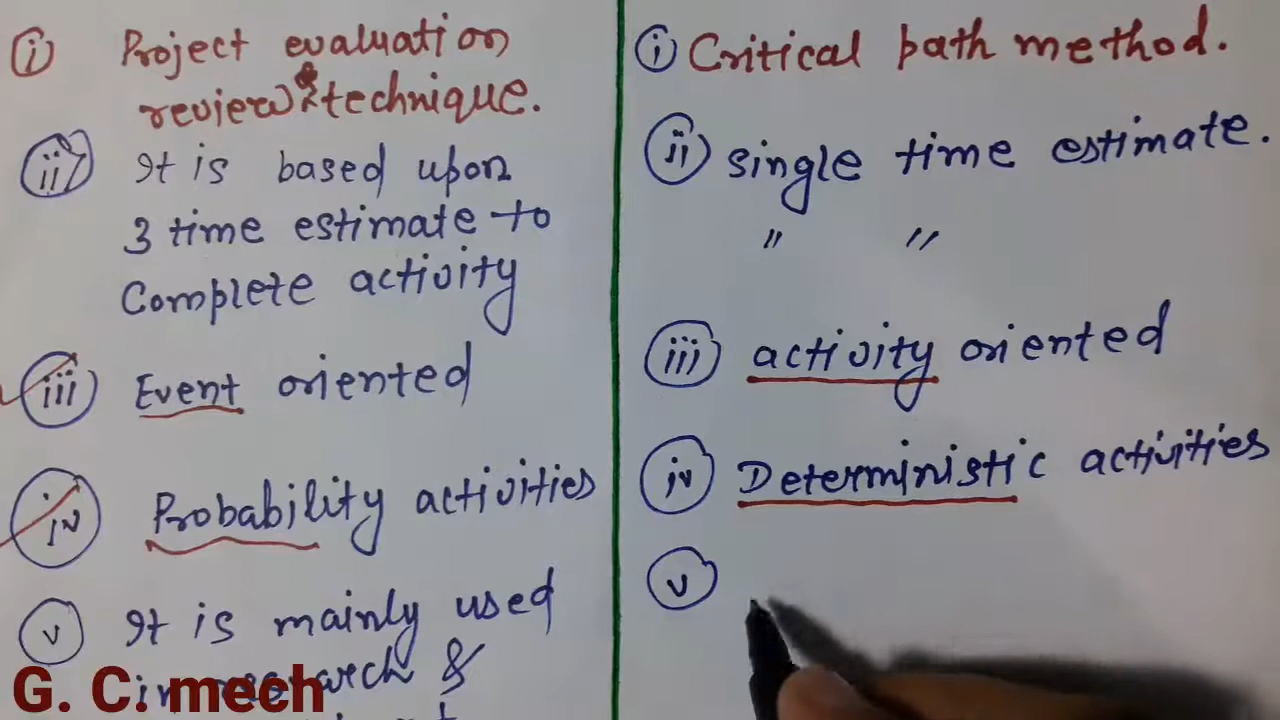 i Project evaluation
review & technique.
ii It is based upon
3 time estimate to
Complete activity
iii Event oriented
iv Probability activities
v It is mainly used
in research &
i Critical path method.
ii single time estimate.
" "
iii activity oriented
iv Deterministic activities
v
G. C. mech